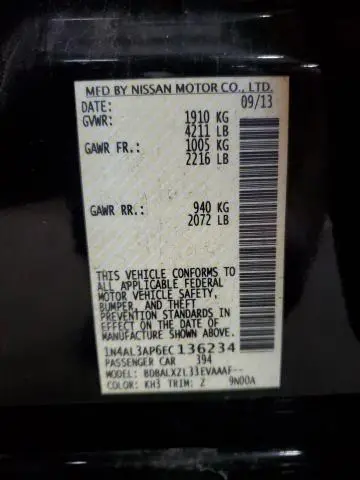 MFD BY NISSAN MOTOR CO., LTD.
DATE: 09/13
GVWR: 1910 KG
4211 LB
GAWR FR.: 1005 KG
2216 LB
GAWR RR.: 940 KG
2072 LB
THIS VEHICLE CONFORMS TO
ALL APPLICABLE FEDERAL
MOTOR VEHICLE SAFETY,
BUMPER, AND THEFT
PREVENTION STANDARDS IN
EFFECT ON THE DATE OF
MANUFACTURE SHOWN ABOVE.
1N4AL3AP6EC136234
PASSENGER CAR 394
MODEL: BDBALXZL33EVAAAF--
COLOR: KH3 TRIM: Z 9N00A